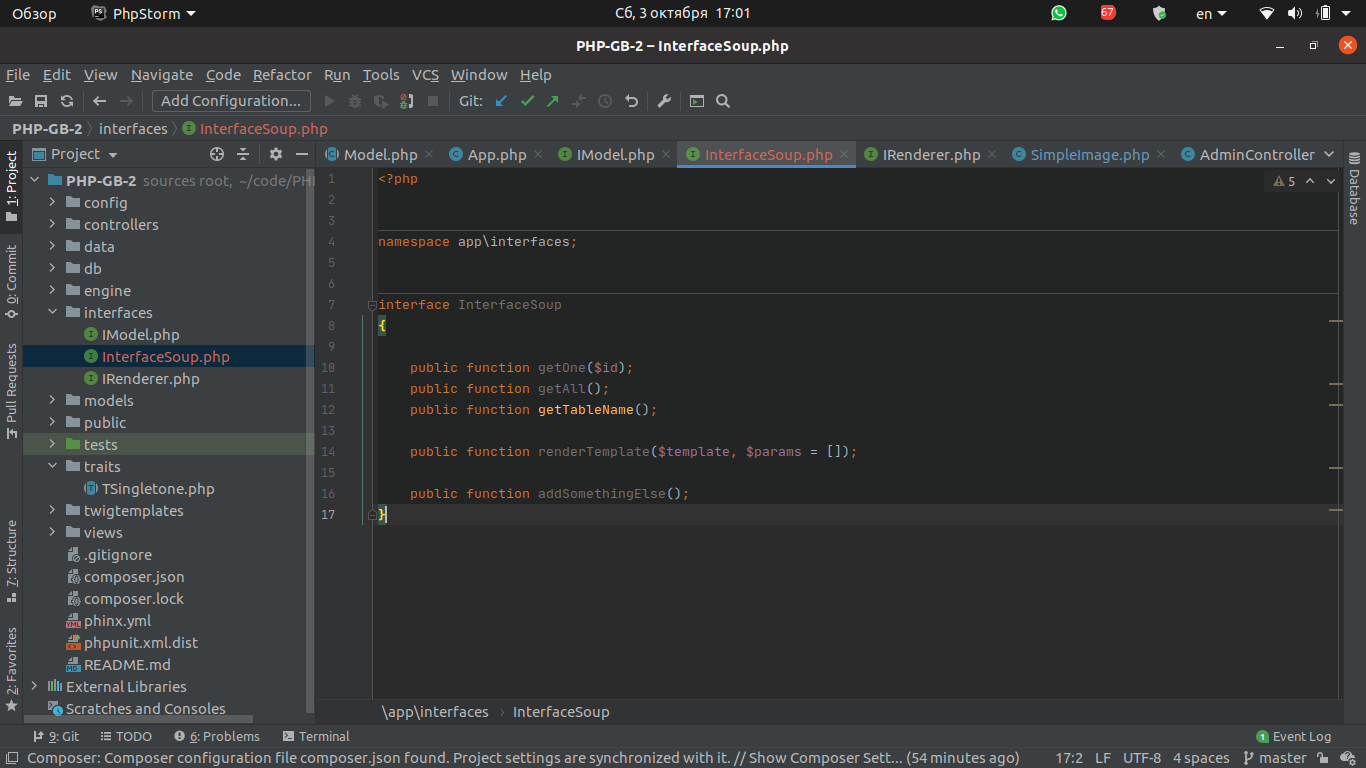 Обзор PhpStorm Сб, 3 октября 17:01 67 en
PHP-GB-2 – InterfaceSoup.php
File Edit View Navigate Code Refactor Run Tools VCS Window Help
Add Configuration... Git:
PHP-GB-2 interfaces InterfaceSoup.php
Project
Model.php App.php IModel.php InterfaceSoup.php IRenderer.php SimpleImage.php AdminController
1: Project
0: Commit
Pull Requests
7: Structure
2: Favorites
PHP-GB-2 sources root, ~/code/PH
config
controllers
data
db
engine
interfaces
IModel.php
InterfaceSoup.php
IRenderer.php
models
public
tests
traits
TSingletone.php
twigtemplates
views
.gitignore
composer.json
composer.lock
phinx.yml
phpunit.xml.dist
README.md
External Libraries
Scratches and Consoles
1 <?php
2
3
4 namespace app\interfaces;
5
6
7 interface InterfaceSoup
8 {
9
10 public function getOne($id);
11 public function getAll();
12 public function getTableName();
13
14 public function renderTemplate($template, $params = []);
15
16 public function addSomethingElse();
17 }
5
Database
\app\interfaces › InterfaceSoup
9: Git TODO 6: Problems Terminal 1 Event Log
Composer: Composer configuration file composer.json found. Project settings are synchronized with it. // Show Composer Sett... (54 minutes ago) 17:2 LF UTF-8 4 spaces master